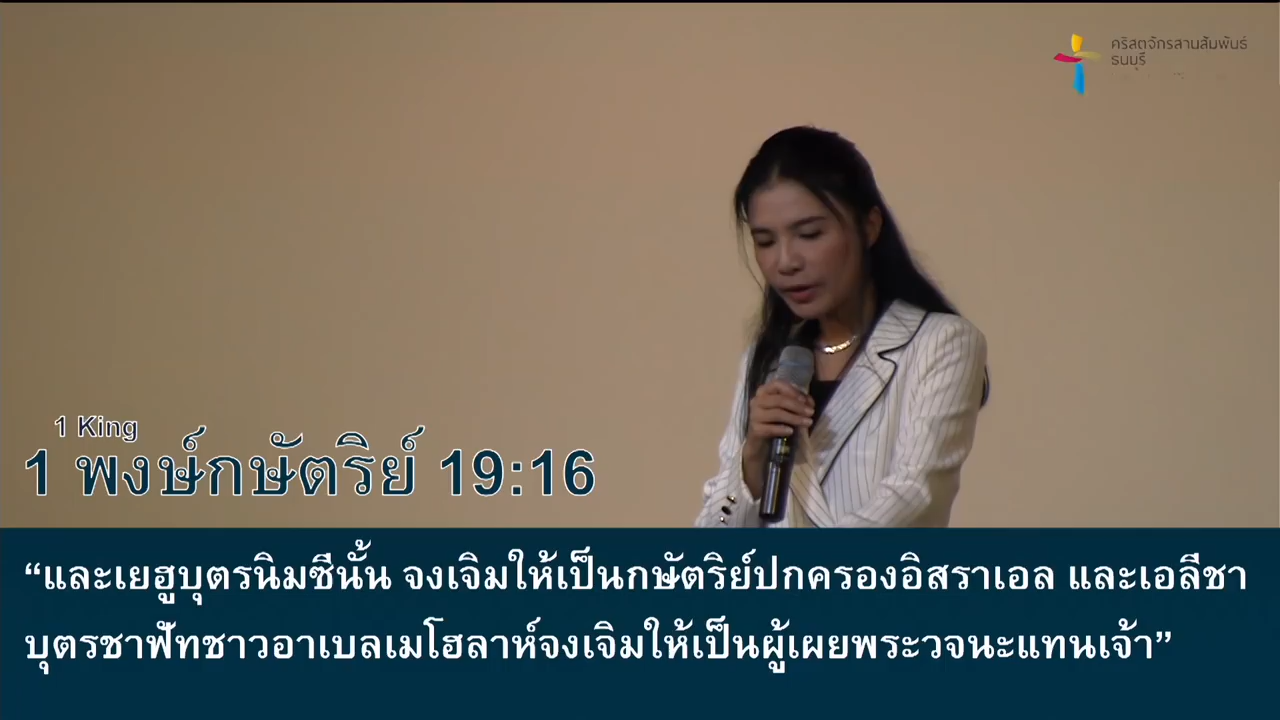 คริสตจักรสานสัมพันธ์
ธนบุรี
1 King
1 พงษ์กษัตริย์ 19:16
“และเยฮูบุตรนิมซีนั้น จงเจิมให้เป็นกษัตริย์ปกครองอิสราเอล และเอลีชา
บุตรชาฟัทชาวอาเบลเมโฮลาห์จงเจิมให้เป็นผู้เผยพระวจนะแทนเจ้า”